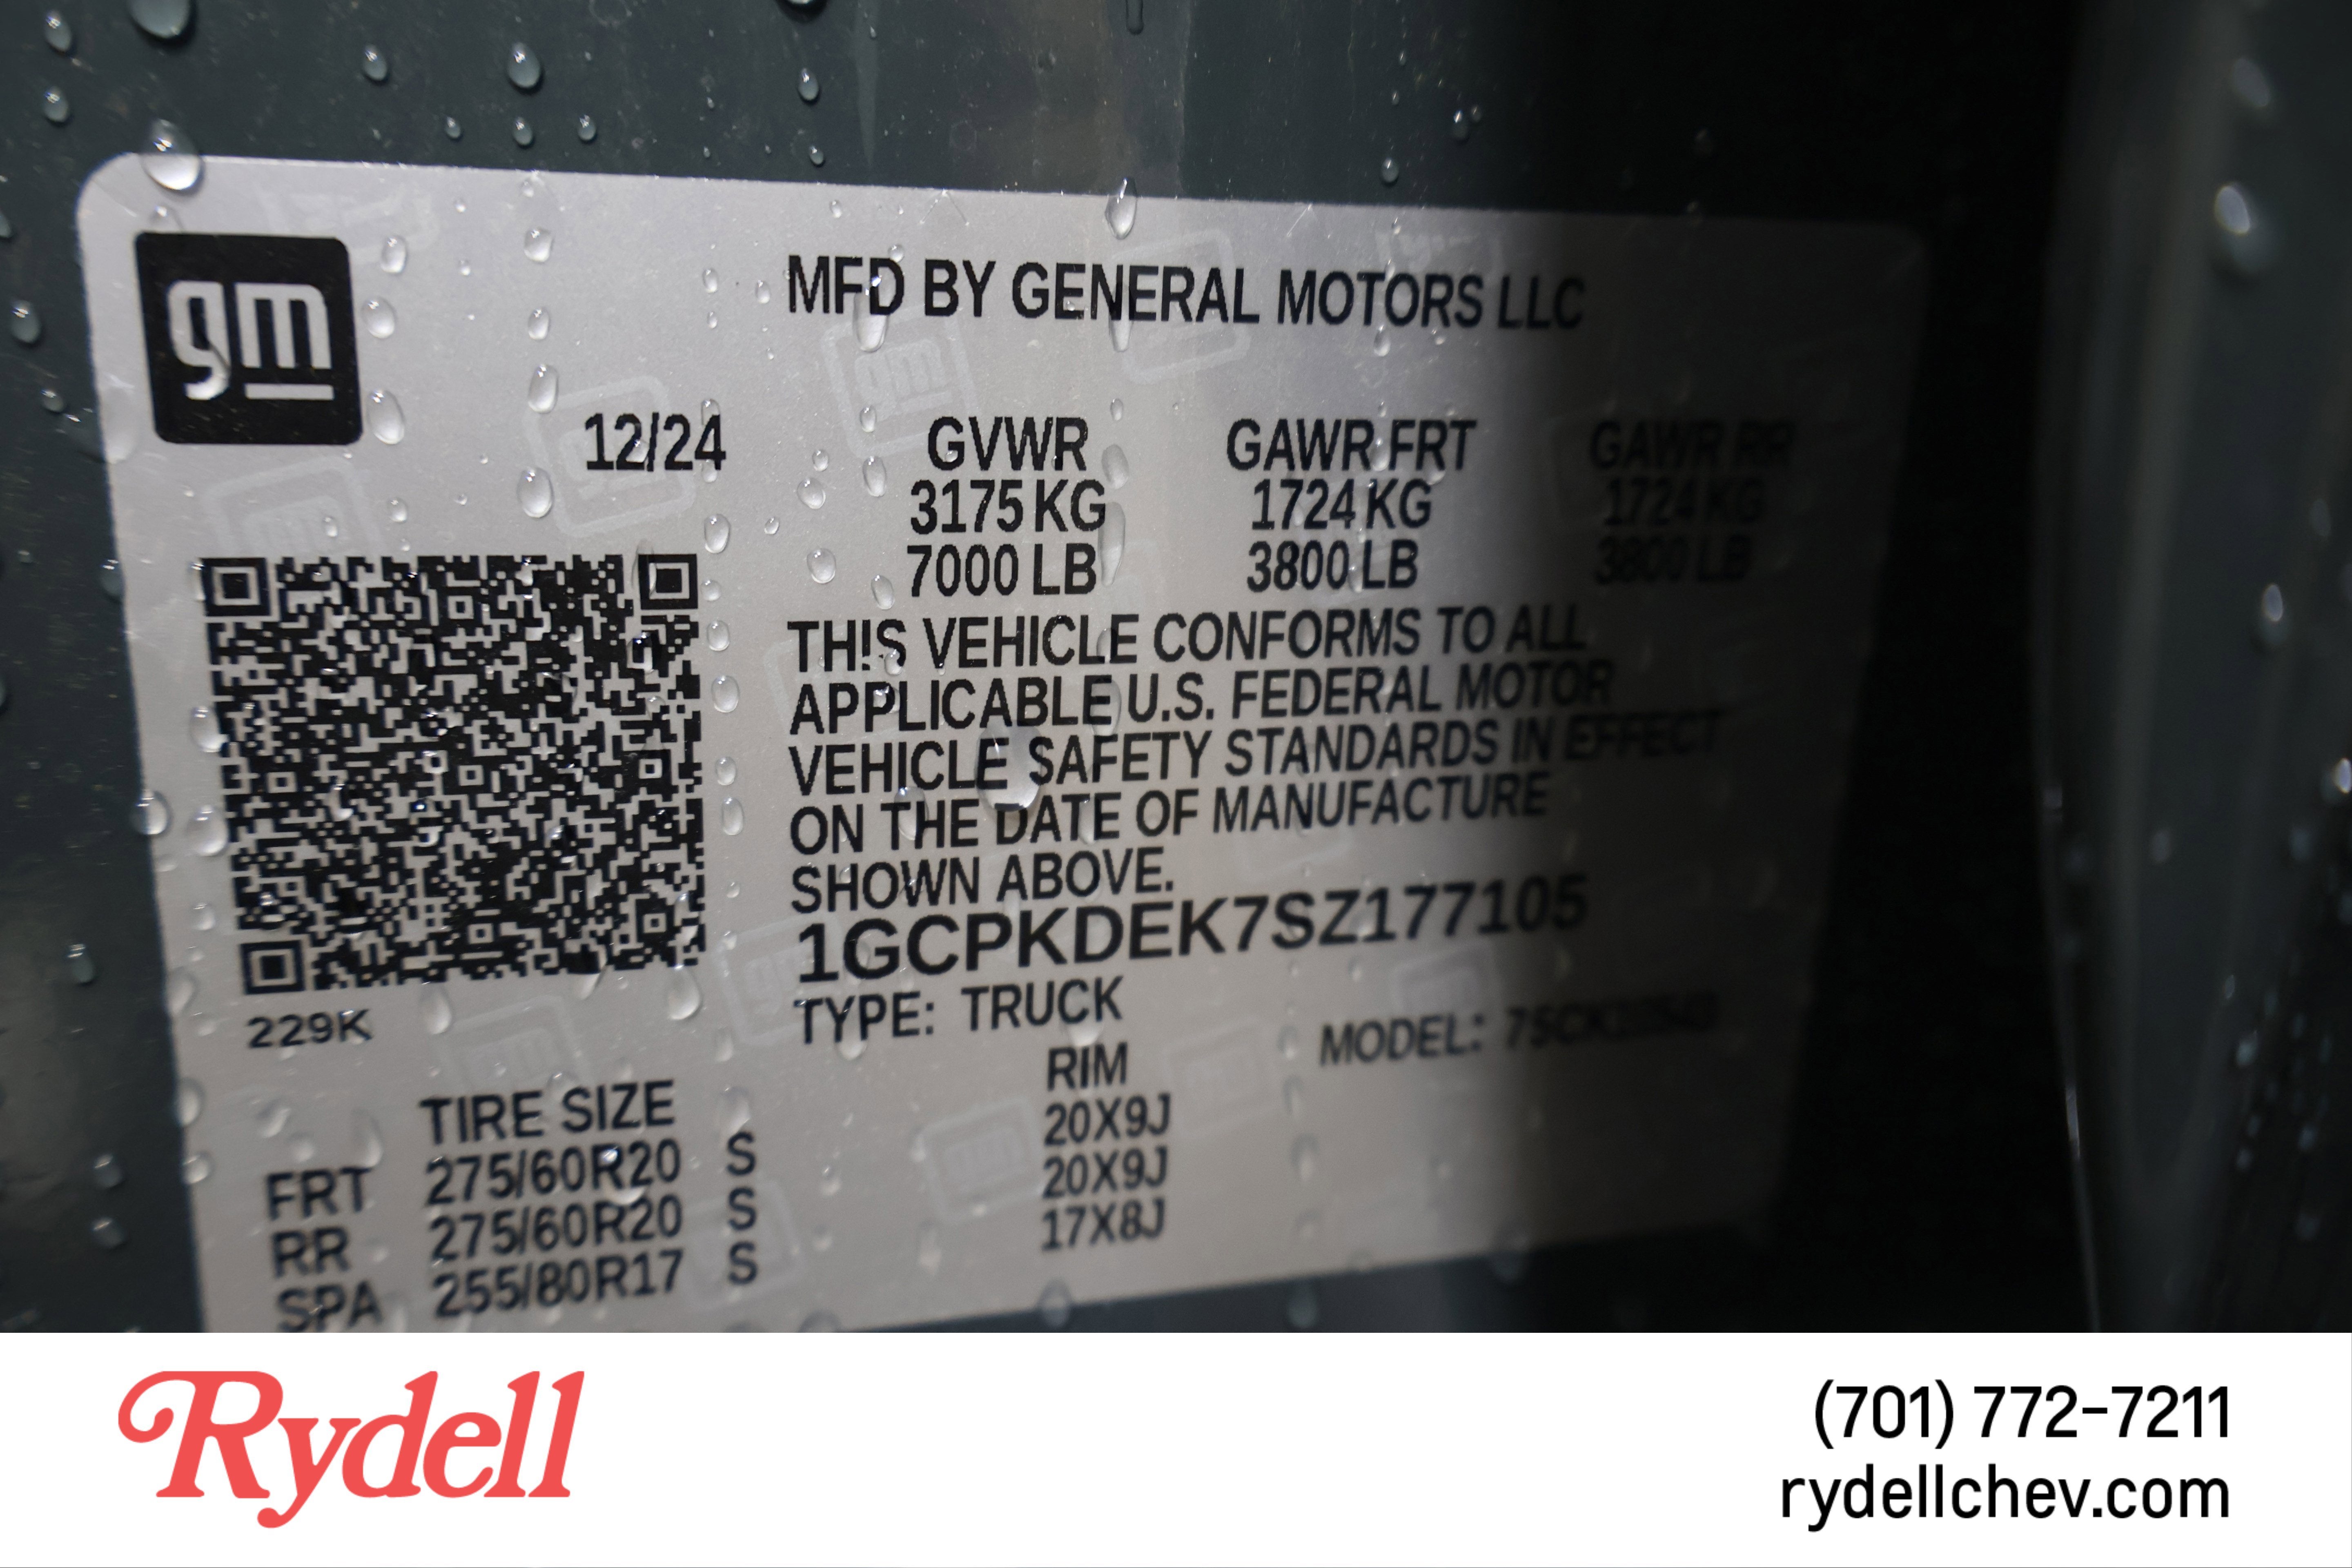 gm
MFD BY GENERAL MOTORS LLC
12/24 GVWR GAWR FRT GAWR RR
3175 KG 1724 KG 1724 KG
7000 LB 3800 LB 3800 LB
THIS VEHICLE CONFORMS TO ALL
APPLICABLE U.S. FEDERAL MOTOR
VEHICLE SAFETY STANDARDS IN EFFECT
ON THE DATE OF MANUFACTURE
SHOWN ABOVE.
1GCPKDEK7SZ177105
229K
TYPE: TRUCK MODEL:
TIRE SIZE RIM
FRT 275/60R20 S 20X9J
RR 275/60R20 S 20X9J
SPA 255/80R17 S 17X8J
Rydell
(701) 772-7211
rydellchev.com